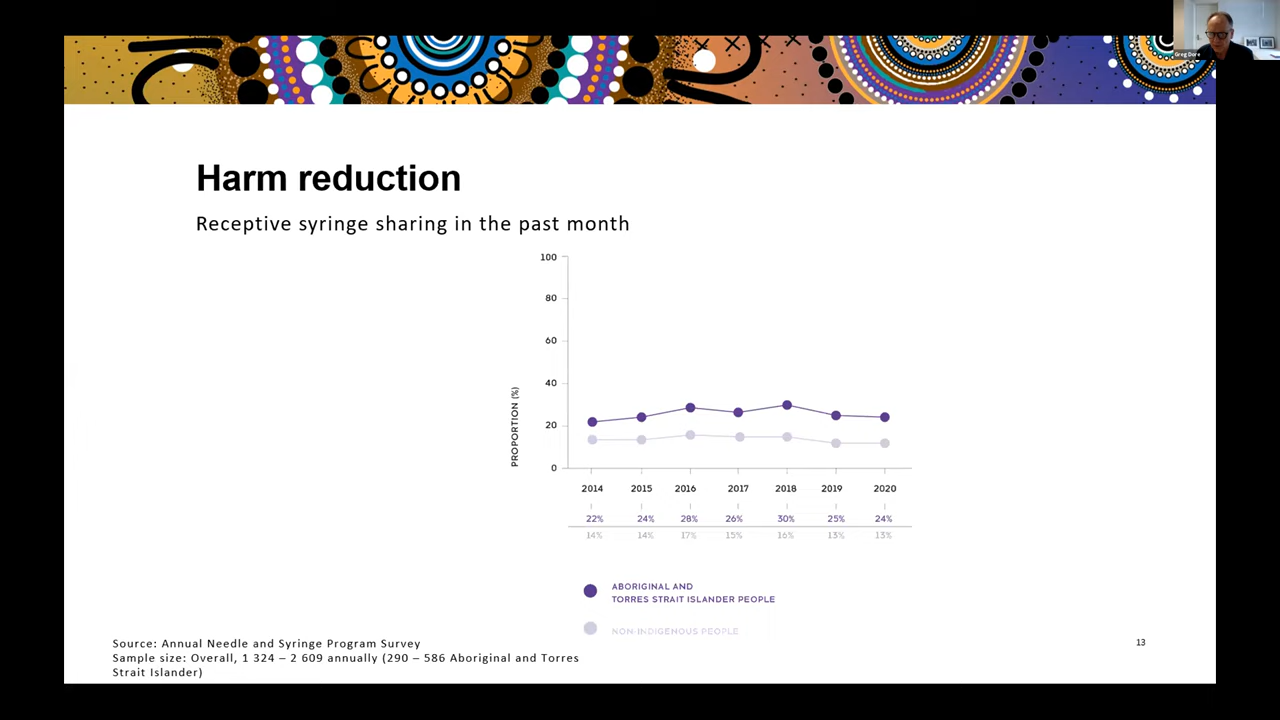 Greg Dore
Harm reduction
Receptive syringe sharing in the past month
100
80
60
40
20
0
PROPORTION (%)
2014 2015 2016 2017 2018 2019 2020
22% 24% 28% 26% 30% 25% 24%
14% 14% 17% 15% 16% 13% 13%
ABORIGINAL AND
TORRES STRAIT ISLANDER PEOPLE
NON-INDIGENOUS PEOPLE
Source: Annual Needle and Syringe Program Survey
Sample size: Overall, 1 324 – 2 609 annually (290 – 586 Aboriginal and Torres
Strait Islander)
13